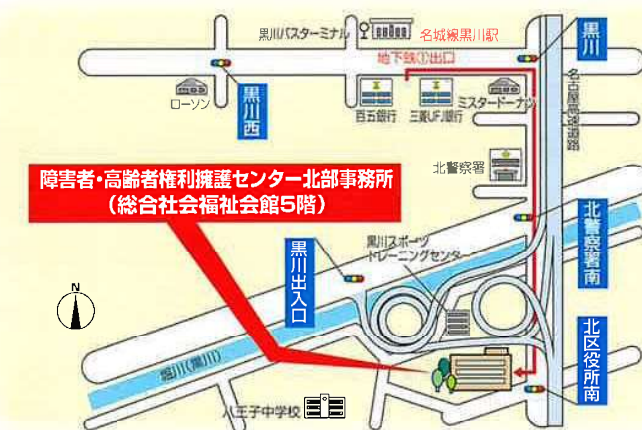 黒川バスターミナル
名城線黒川駅
地下鉄①出口
黒川
黒川西
ローソン
百五銀行
三菱UFJ銀行
ミスタードーナツ
名古屋高速道路
北警察署
障害者・高齢者権利擁護センター北部事務所
（総合社会福祉会館5階）
北警察署南
黒川スポーツ
トレーニングセンター
黒川出入口
N
北区役所南
堀川(黒川)
八王子中学校